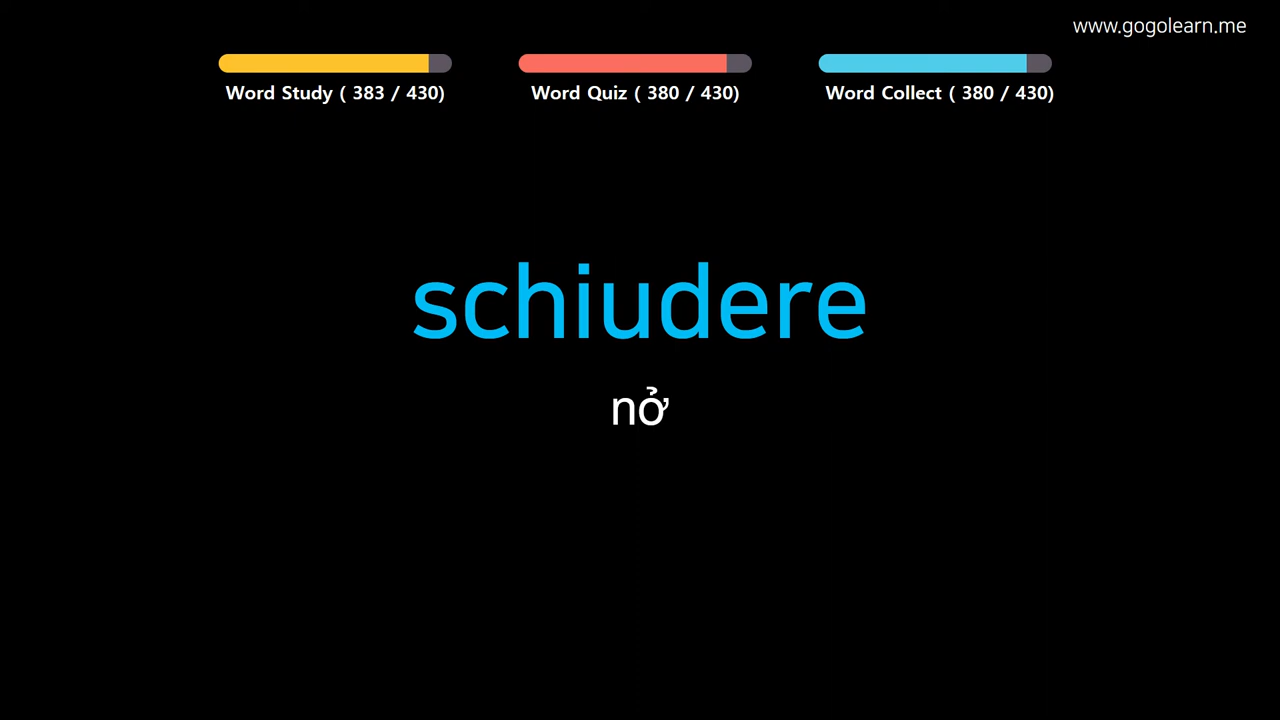 www.gogolearn.me
Word Study ( 383 / 430)
Word Quiz ( 380 / 430)
Word Collect ( 380 / 430)
schiudere
nở